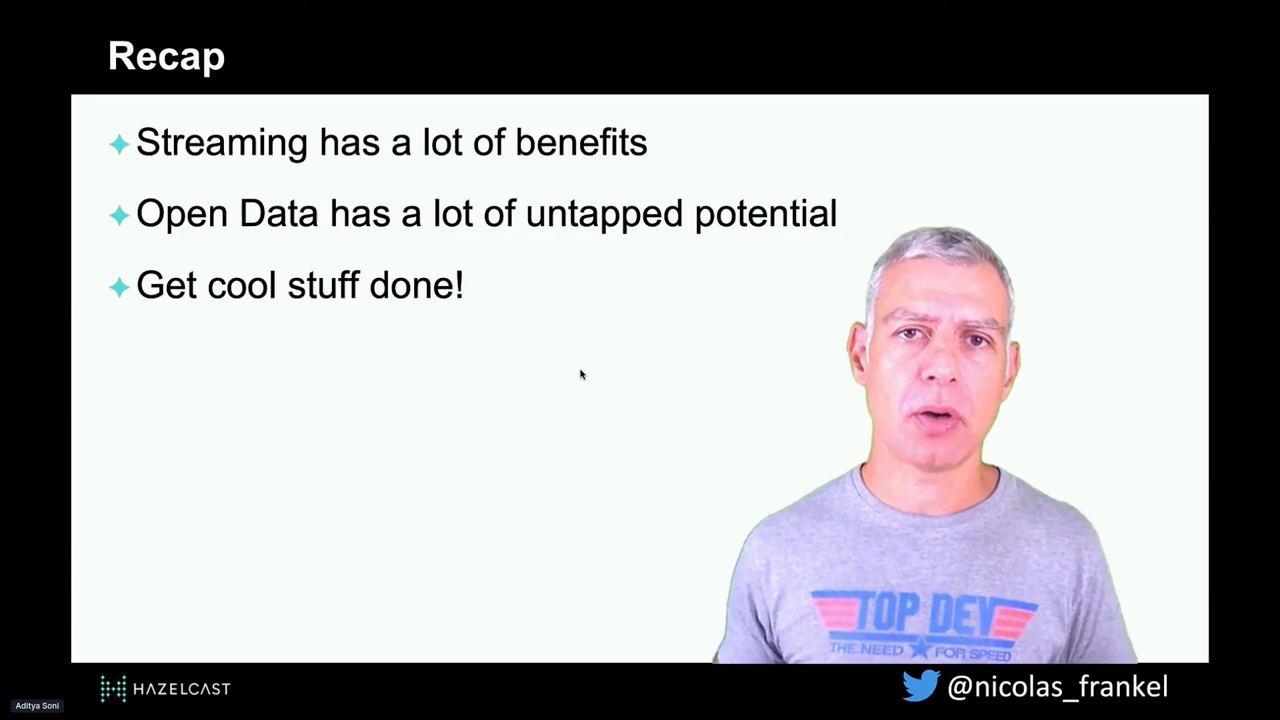 Recap
Streaming has a lot of benefits
Open Data has a lot of untapped potential
Get cool stuff done!
TOP DEV
THE NEED FOR SPEED
HAZELCAST
@nicolas_frankel
Aditya Soni